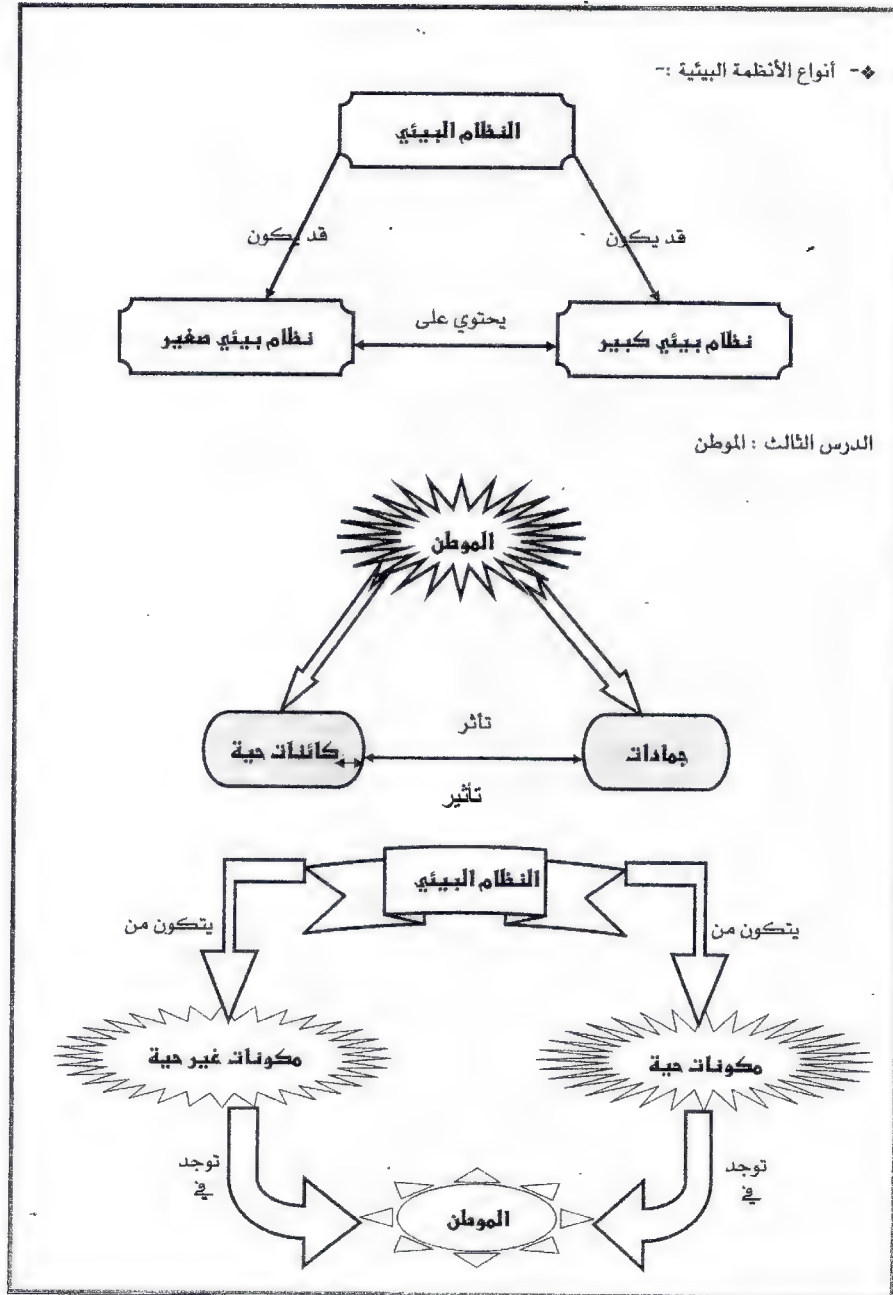 ❖- أنواع الأنظمة البيئية :-
النظام البيئي
قد يكون
قد يكون
نظام بيئي كبير
يحتوي على
نظام بيئي صغير
الدرس الثالث : الموطن
الموطن
تأثر
جمادات
كائنات حية
تأثير
النظام البيئي
يتكون من
يتكون من
مكونات حية
مكونات غير حية
توجد
في
توجد
في
الموطن